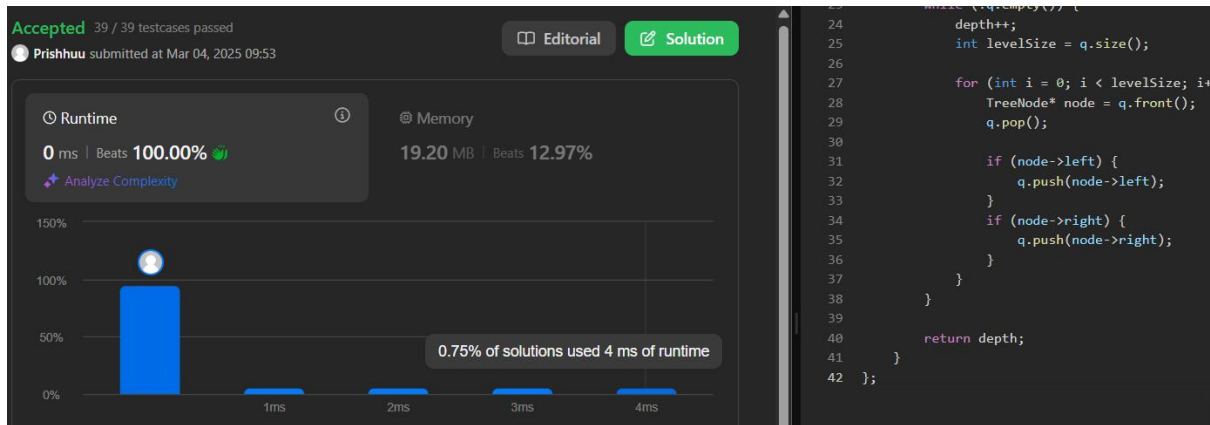 Accepted 39 / 39 testcases passed
Prishhuu submitted at Mar 04, 2025 09:53
Editorial
Solution
Runtime
0 ms | Beats 100.00%
Analyze Complexity
Memory
19.20 MB | Beats 12.97%
150%
100%
50%
0%
0.75% of solutions used 4 ms of runtime
1ms 2ms 3ms 4ms
24 depth++;
25 int levelSize = q.size();
26
27 for (int i = 0; i < levelSize; i+
28 TreeNode* node = q.front();
29 q.pop();
30
31 if (node->left) {
32 q.push(node->left);
33 }
34 if (node->right) {
35 q.push(node->right);
36 }
37 }
38 }
39
40 return depth;
41 }
42 };